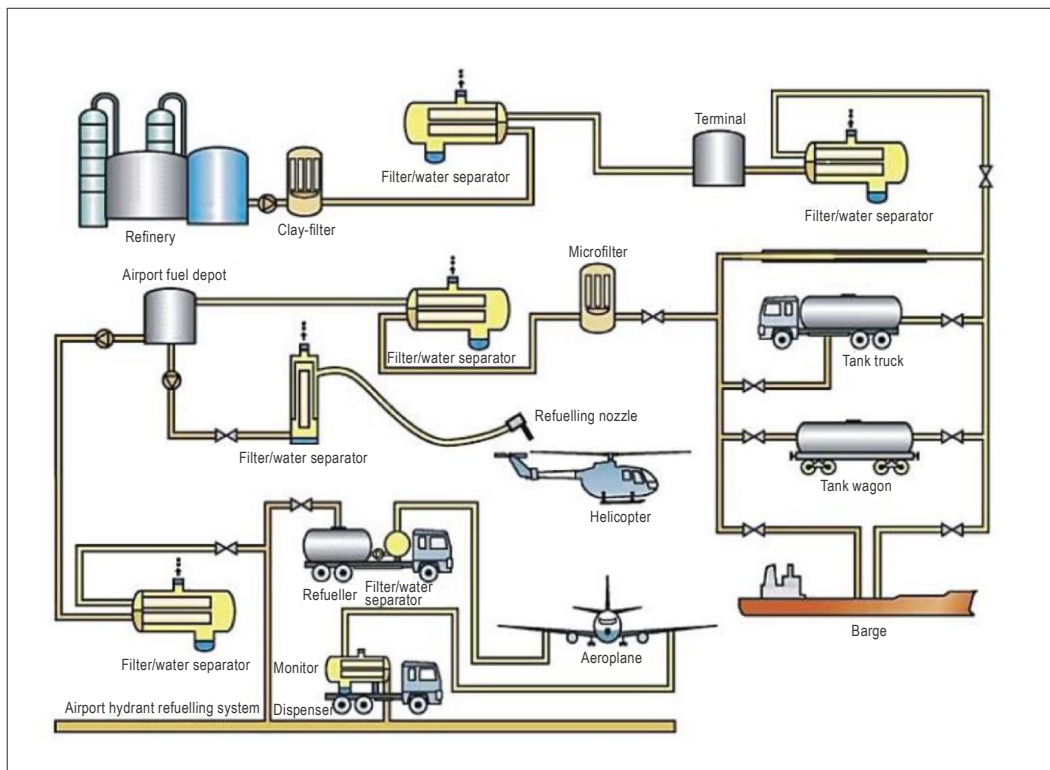 Terminal
Filter/water separator
Filter/water separator
Refinery
Clay-filter
Airport fuel depot
Microfilter
Filter/water separator
Tank truck
Refuelling nozzle
Filter/water separator
Tank wagon
Helicopter
Refueller
Filter/water
separator
Barge
Filter/water separator
Monitor
Aeroplane
Airport hydrant refuelling system
Dispenser